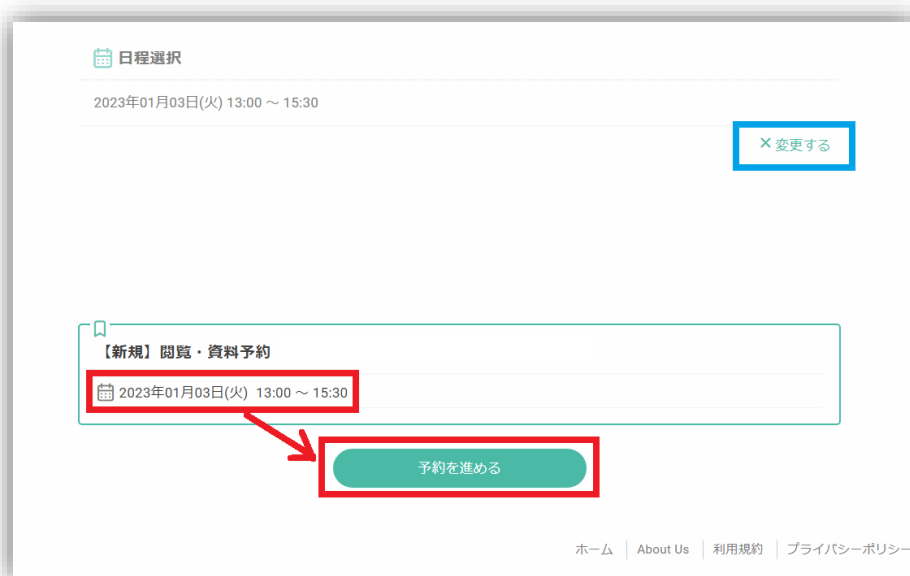 日程選択
2023年01月03日(火) 13:00 ～ 15:30
×変更する
【新規】閲覧・資料予約
2023年01月03日(火) 13:00 ～ 15:30
予約を進める
ホーム About Us 利用規約 プライバシーポリシー